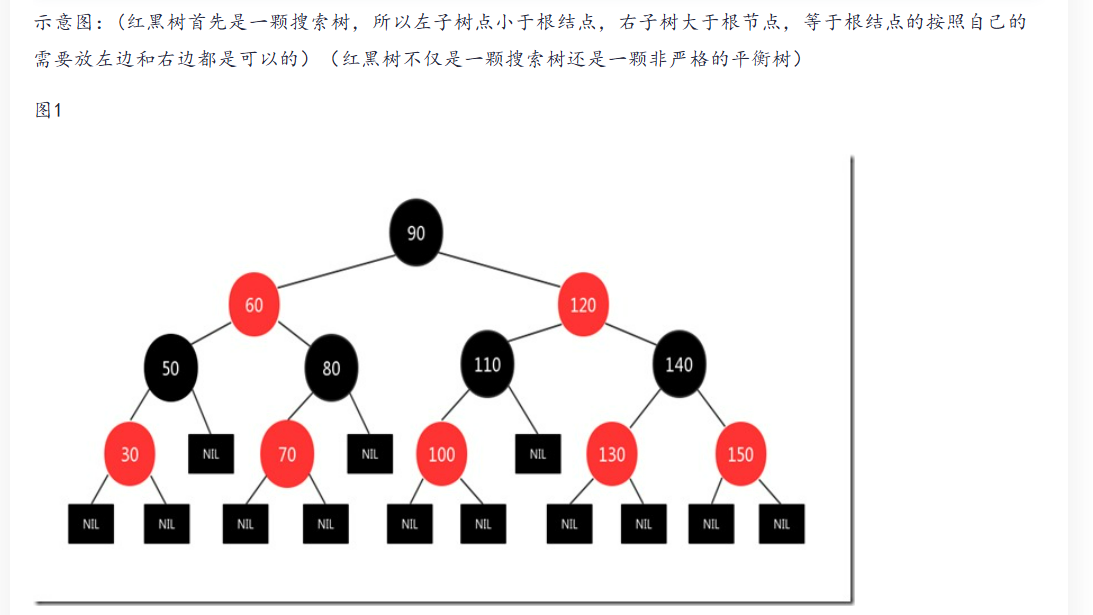 示意图：（红黑树首先是一颗搜索树，所以左子树点小于根结点，右子树大于根节点，等于根结点的按照自己的
需要放左边和右边都是可以的）（红黑树不仅是一颗搜索树还是一颗非严格的平衡树）
图1
90
60 120
50 80 110 140
30 NIL 70 NIL 100 NIL 130 150
NIL NIL NIL NIL NIL NIL NIL NIL NIL NIL